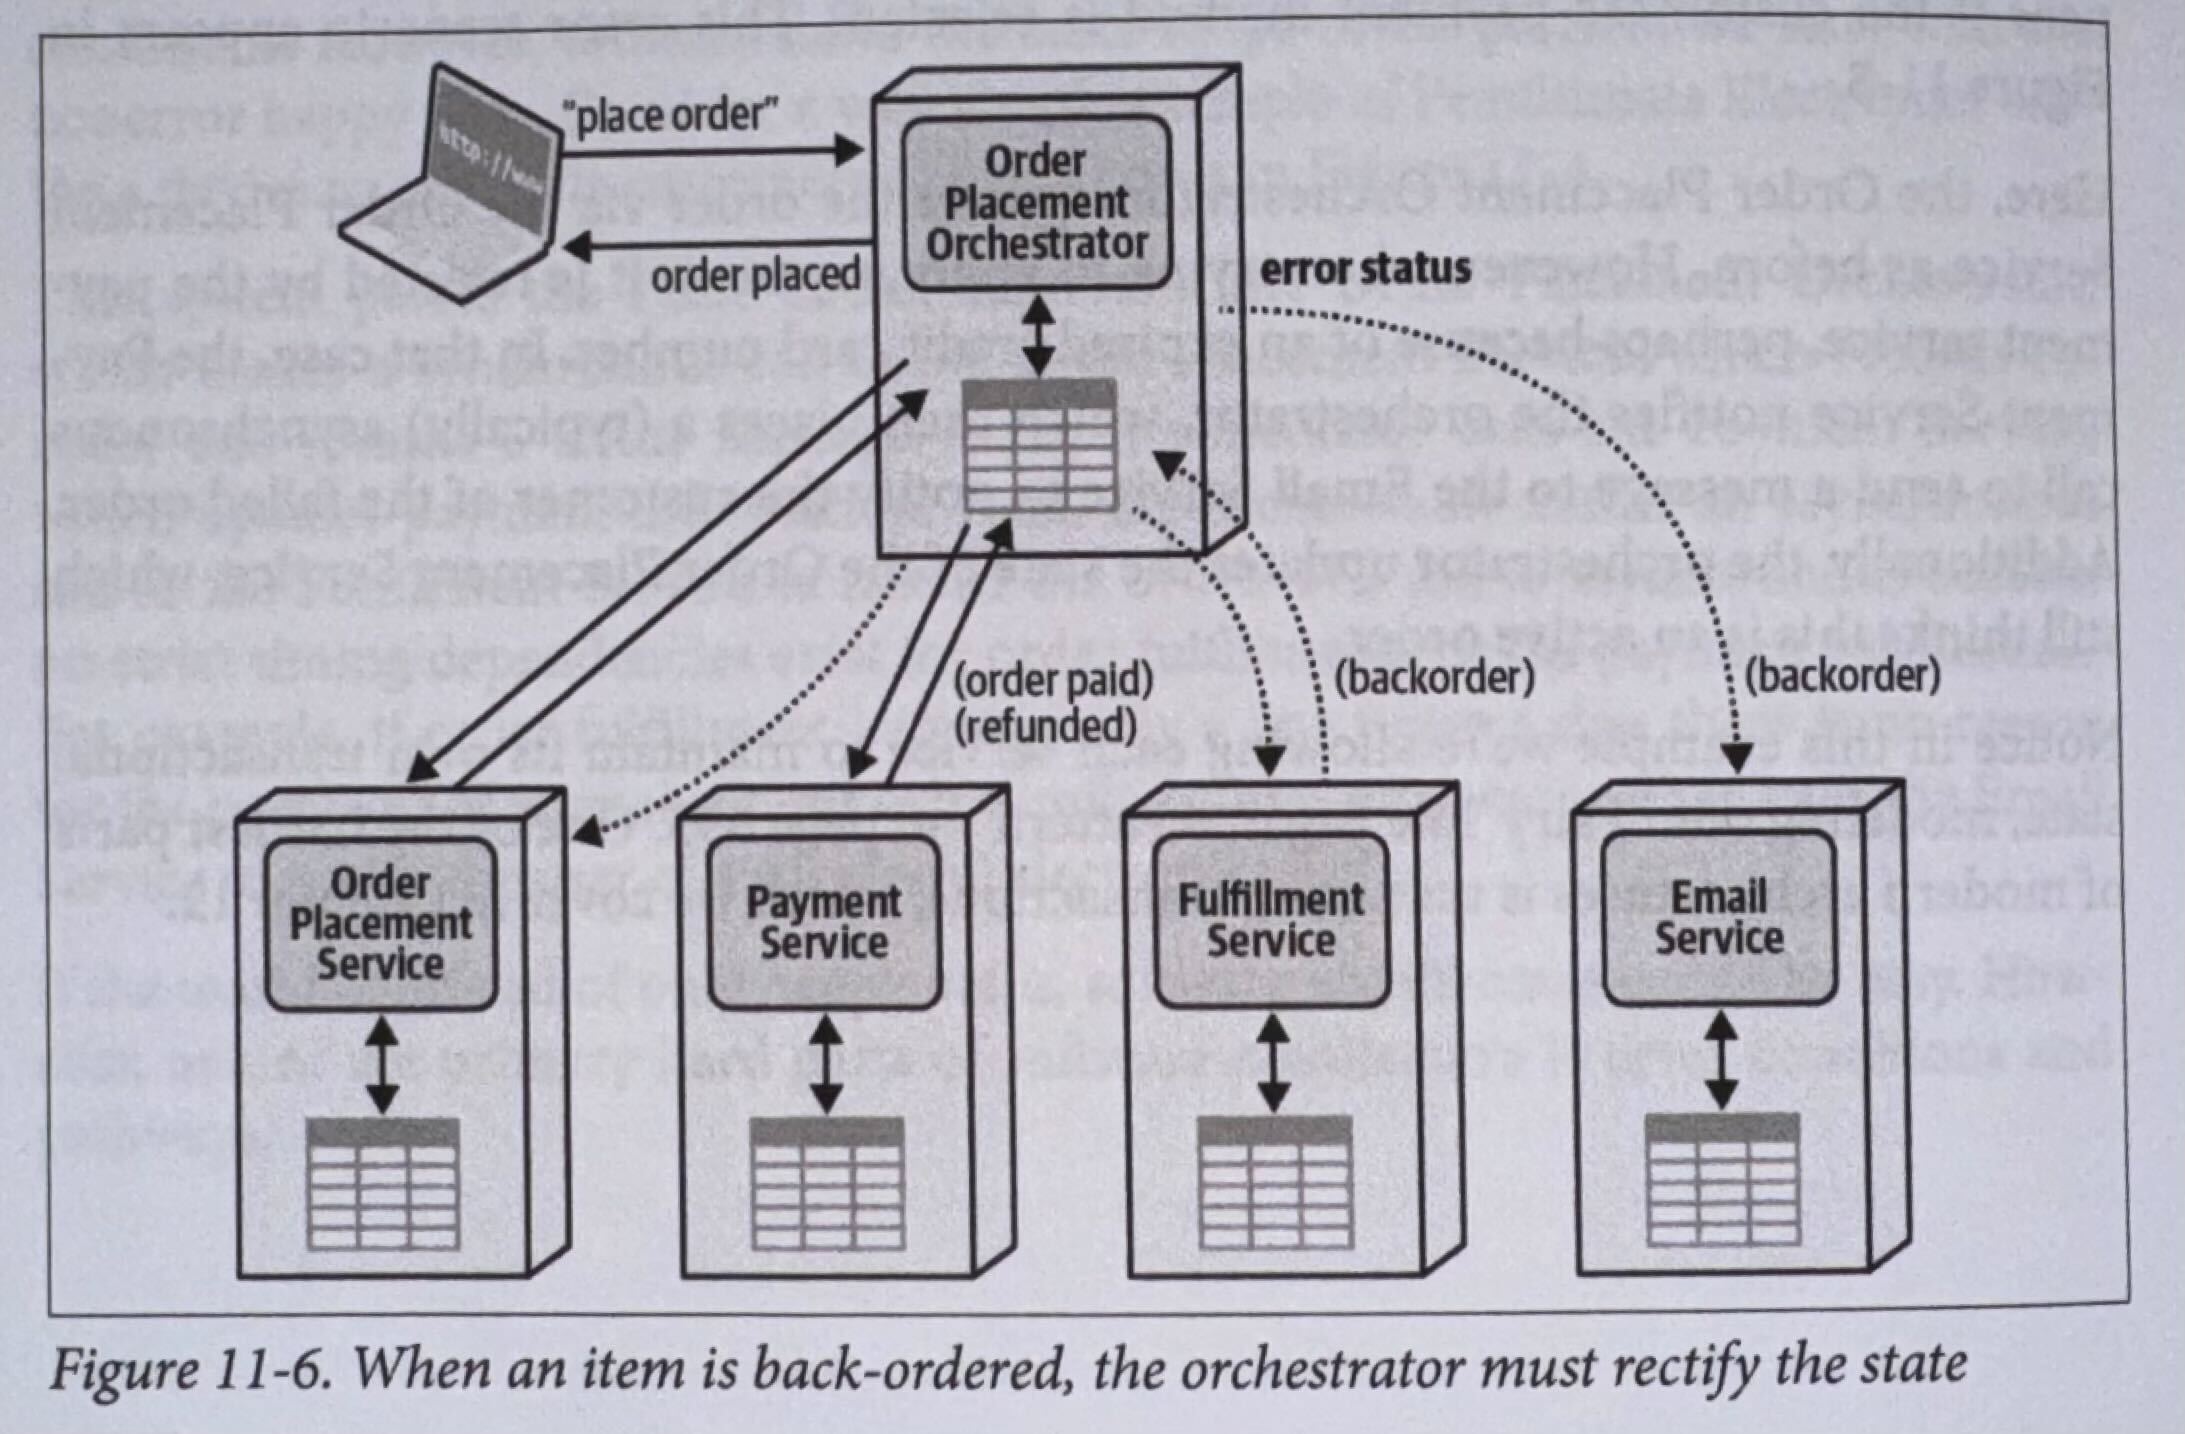 "place order"
http://www
order placed
Order
Placement
Orchestrator
error status
(order paid)
(refunded)
(backorder)
(backorder)
Order
Placement
Service
Payment
Service
Fulfillment
Service
Email
Service
Figure 11-6. When an item is back-ordered, the orchestrator must rectify the state